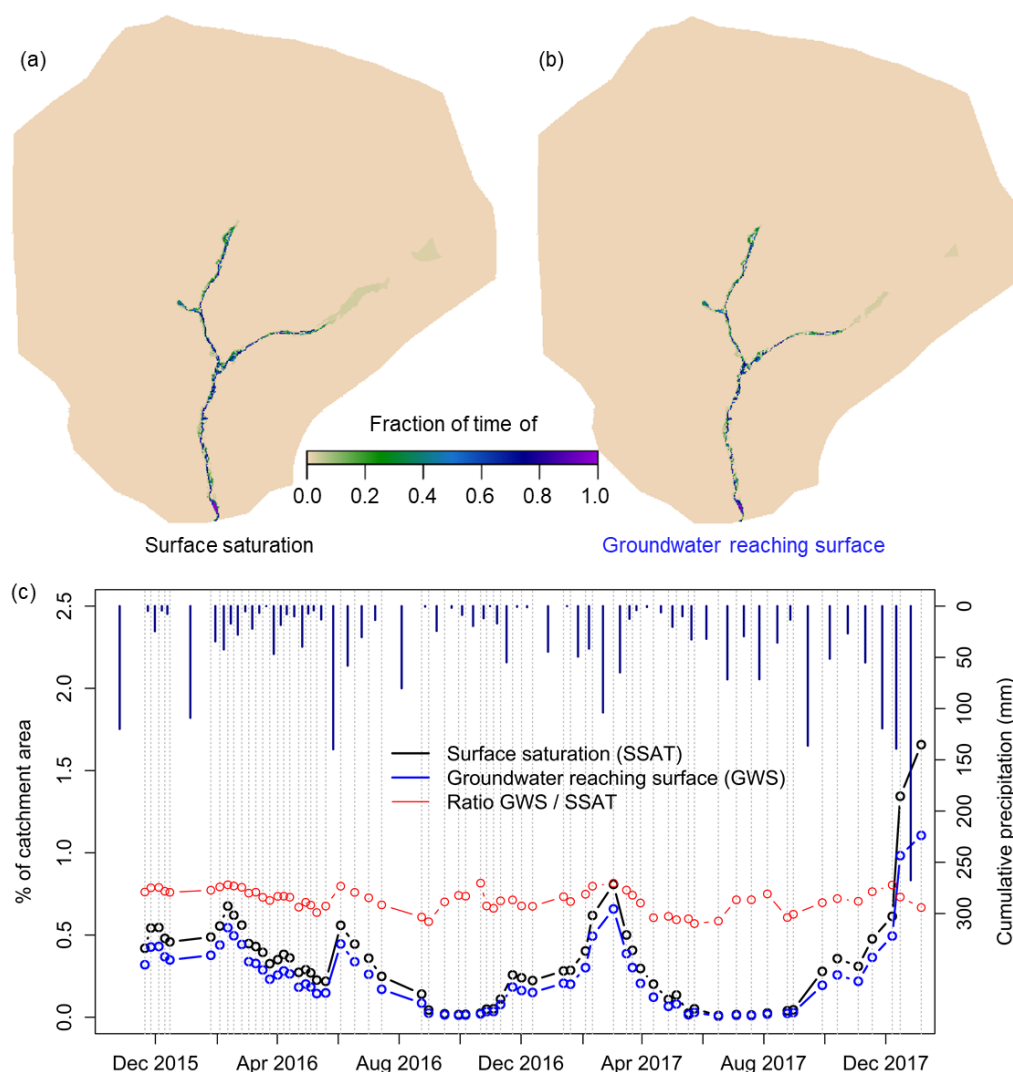 (a)
(b)
Fraction of time of
0.0 0.2 0.4 0.6 0.8 1.0
Surface saturation
Groundwater reaching surface
(c)
% of catchment area
2.5
2.0
1.5
1.0
0.5
0.0
Surface saturation (SSAT)
Groundwater reaching surface (GWS)
Ratio GWS / SSAT
0
50
100
150
200
250
300
Cumulative precipitation (mm)
Dec 2015 Apr 2016 Aug 2016 Dec 2016 Apr 2017 Aug 2017 Dec 2017